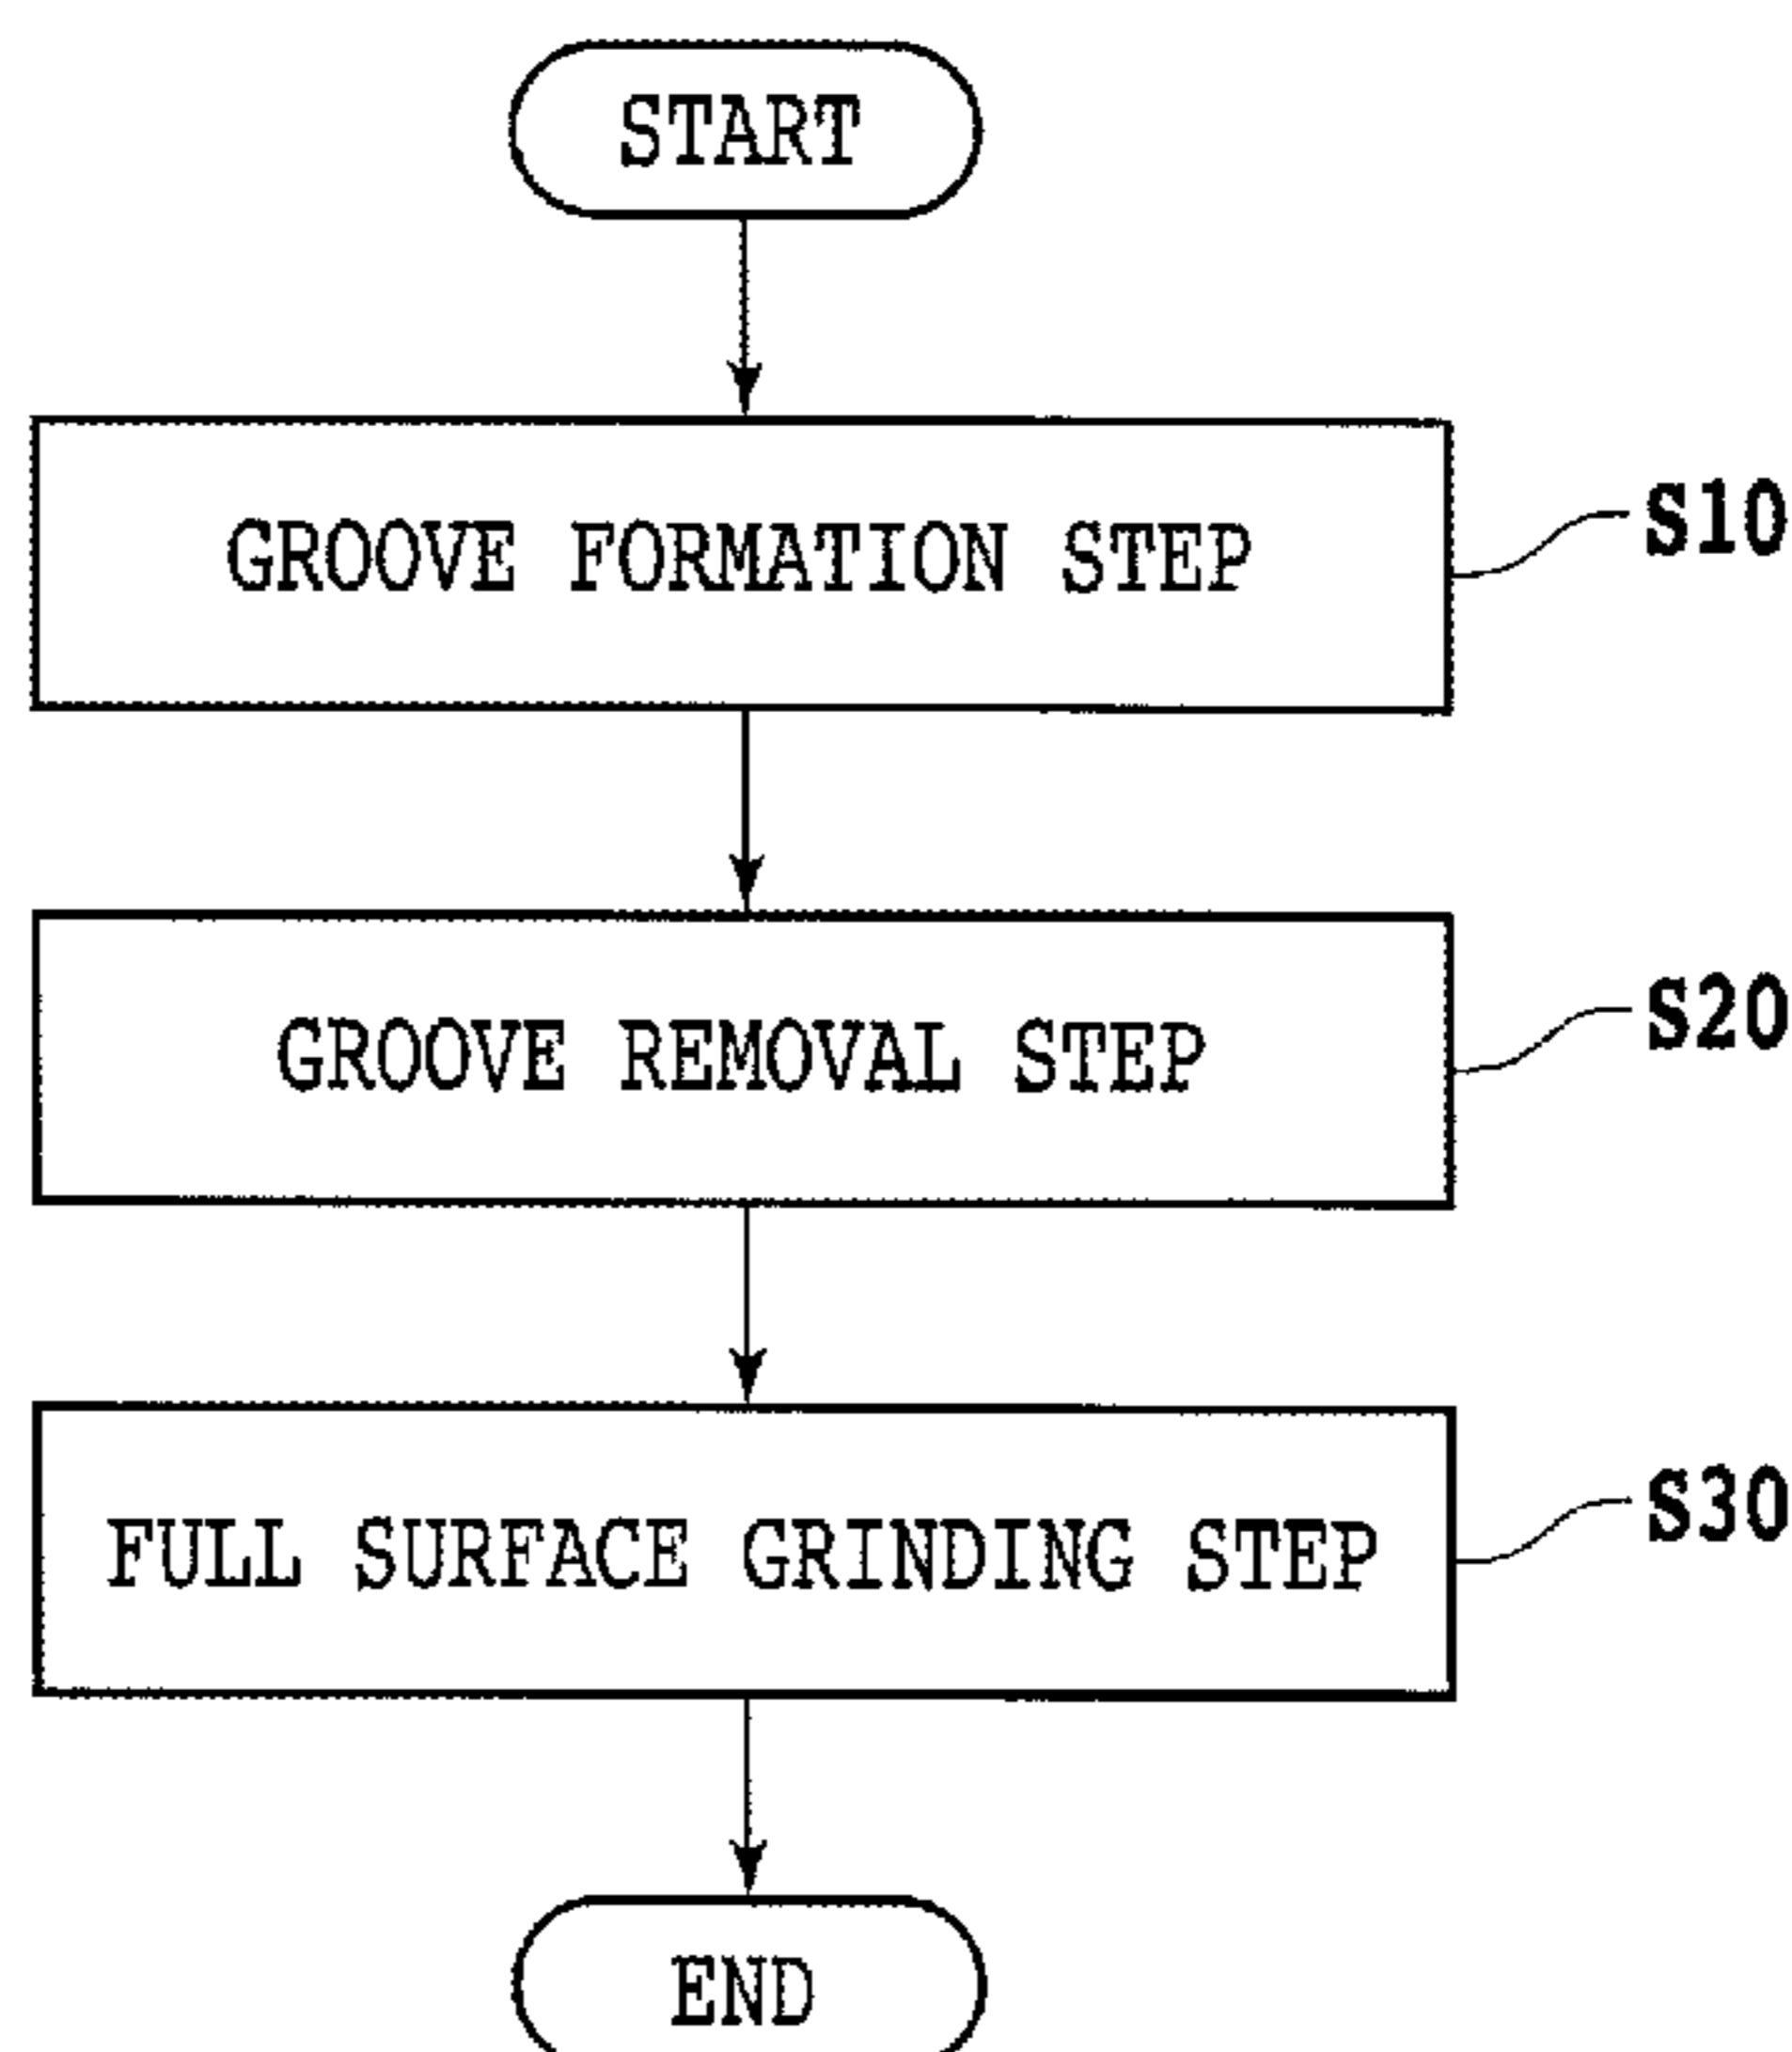 START
GROOVE FORMATION STEP
S10
GROOVE REMOVAL STEP
S20
FULL SURFACE GRINDING STEP
S30
END